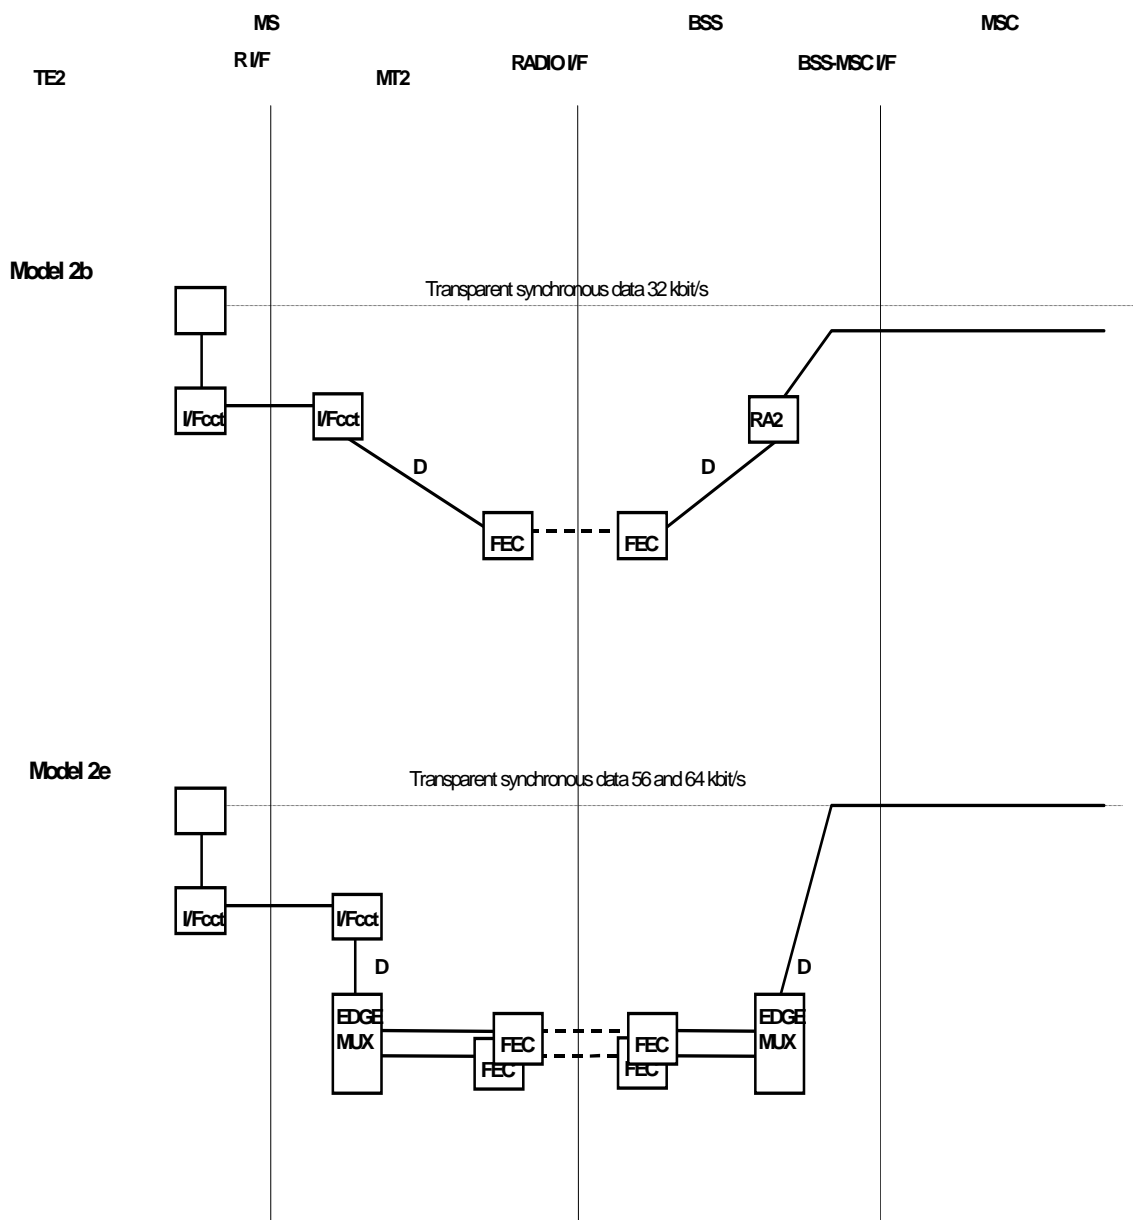 MS BSS MSC
R I/F RADIO I/F BSS-MSC I/F
TE2 MT2
Model 2b
Transparent synchronous data 32 kbit/s
I/Fcct I/Fcct RA2
D D
FEC FEC
Model 2e
Transparent synchronous data 56 and 64 kbit/s
I/Fcct I/Fcct
D D
EDGE EDGE
MUX FEC FEC MUX
FEC FEC